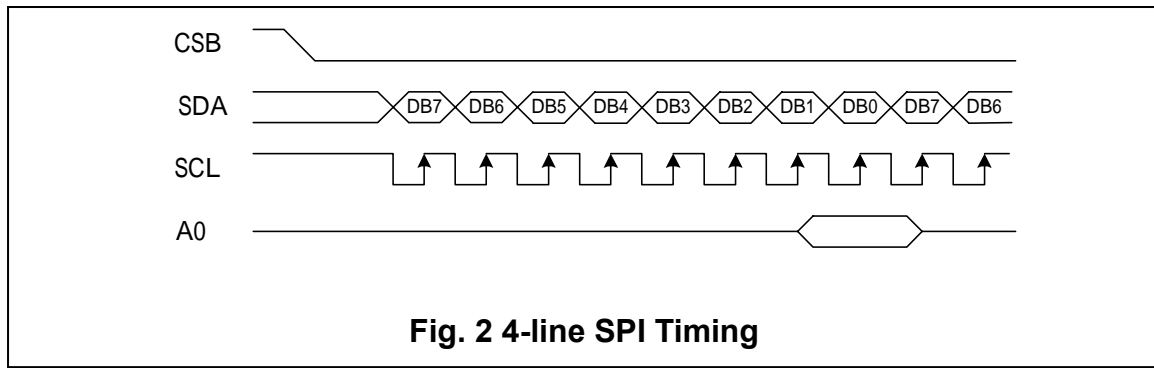 CSB
SDA DB7 DB6 DB5 DB4 DB3 DB2 DB1 DB0 DB7 DB6
SCL
A0
Fig. 2 4-line SPI Timing